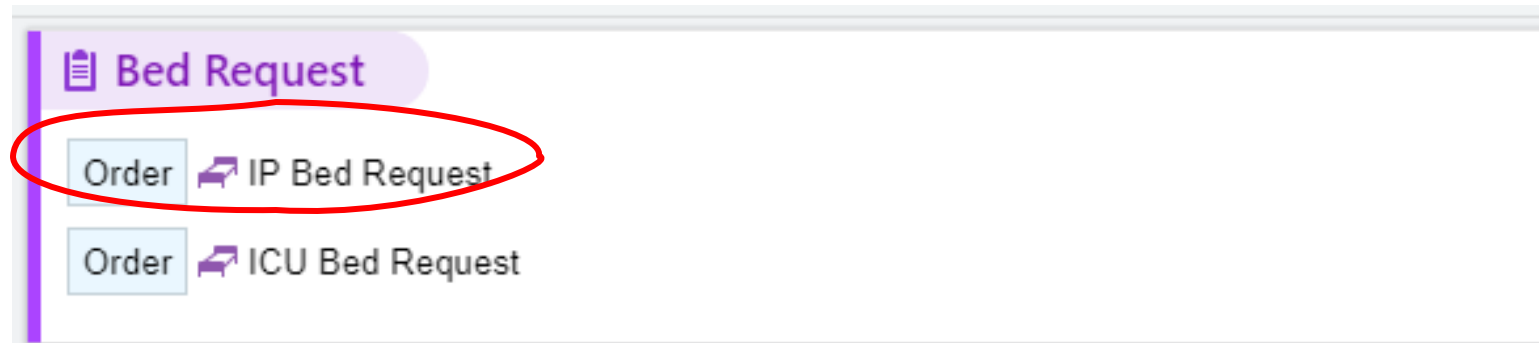 Bed Request
Order IP Bed Request
Order ICU Bed Request